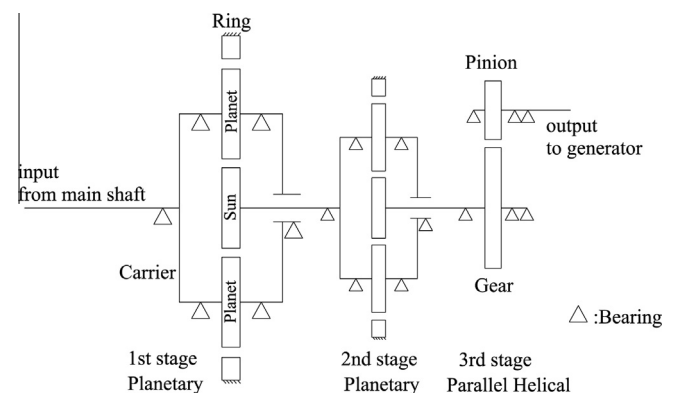 Ring
Planet
Pinion
output
to generator
input
from main shaft
Sun
Carrier
Planet
Gear
△:Bearing
1st stage
Planetary
2nd stage
Planetary
3rd stage
Parallel Helical